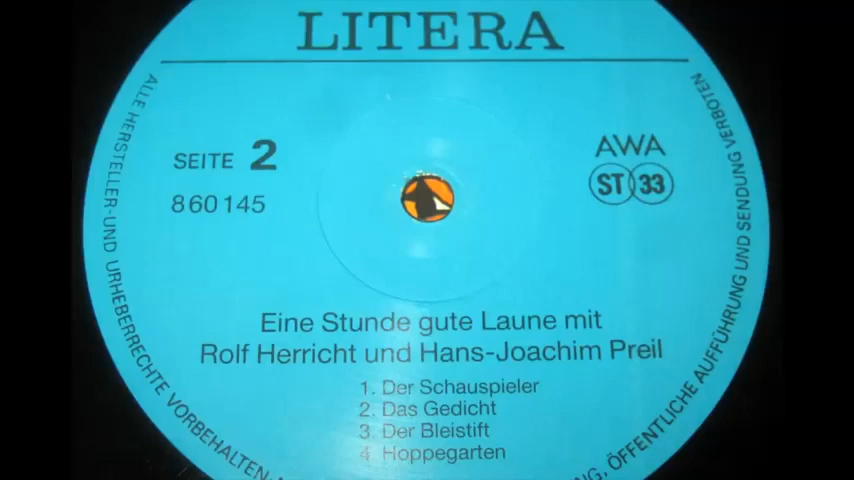 LITERA
SEITE 2
860145
AWA
ST 33
Eine Stunde gute Laune mit
Rolf Herricht und Hans-Joachim Preil
1. Der Schauspieler
2. Das Gedicht
3. Der Bleistift
4. Hoppegarten
ALLE HERSTELLER-UND URHEBERRECHTE VORBEHALTEN
ÖFFENTLICHE AUFFÜHRUNG UND SENDUNG VERBOTEN